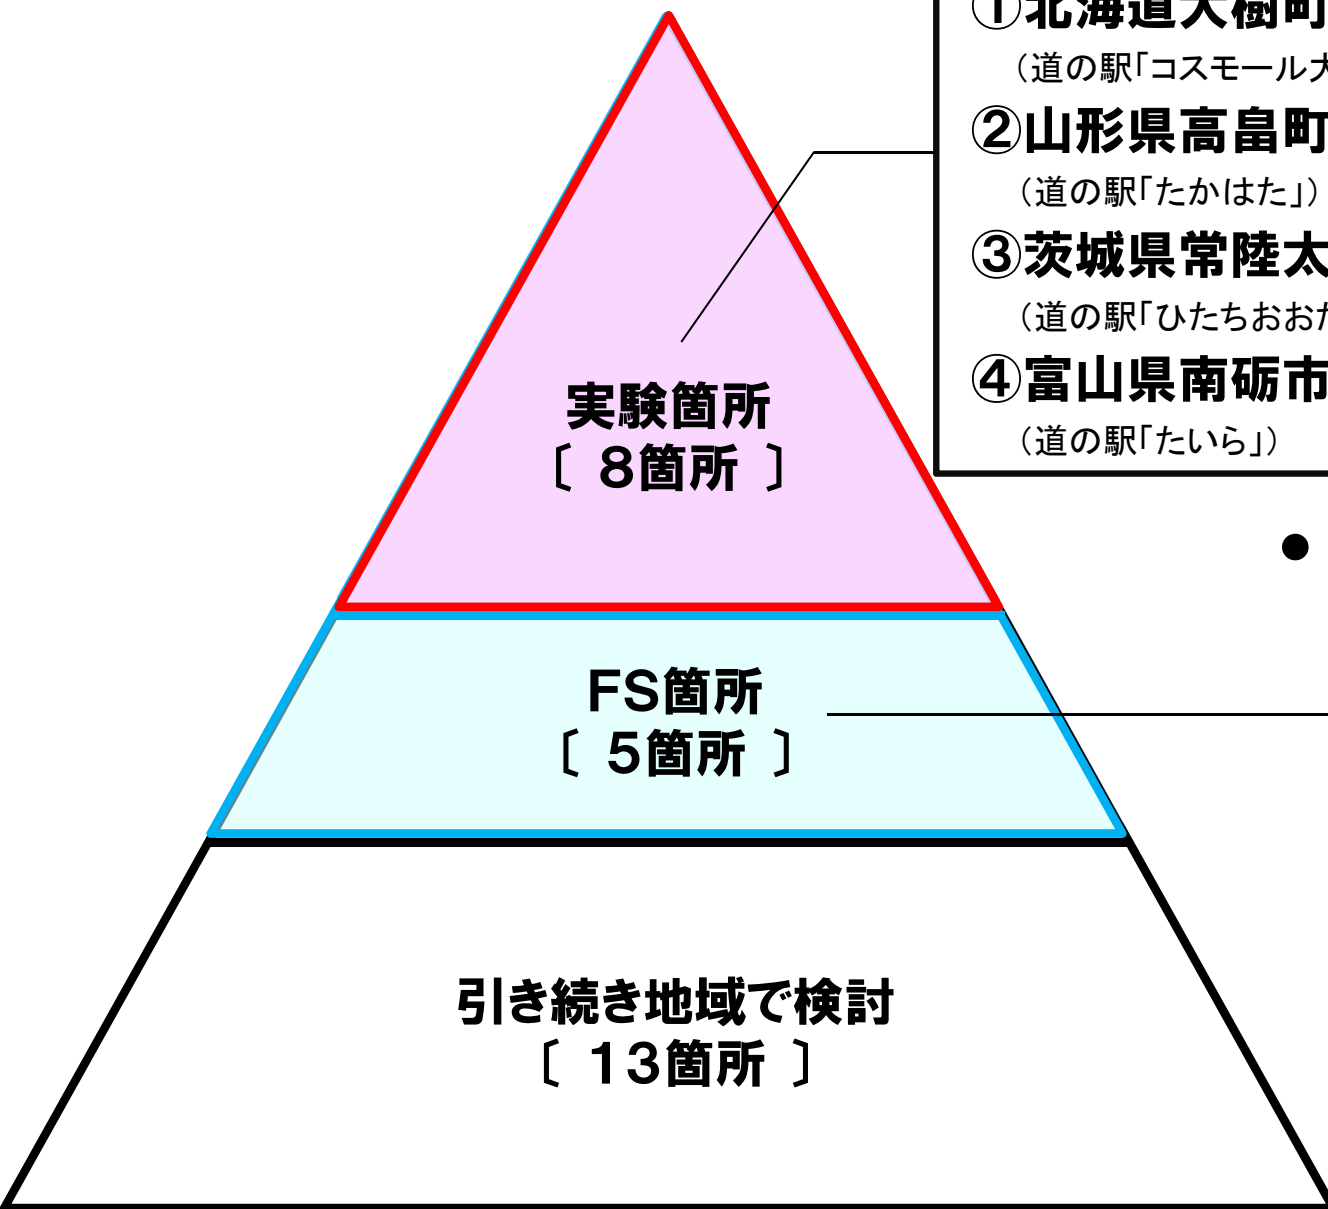 ①北海道大樹町
（道の駅「コスモール大
②山形県高畠町
（道の駅「たかはた」）
③茨城県常陸太
（道の駅「ひたちおおた
④富山県南砺市
（道の駅「たいら」）
実験箇所
〔 8箇所 〕
●
FS箇所
〔 5箇所 〕
引き続き地域で検討
〔 13箇所 〕